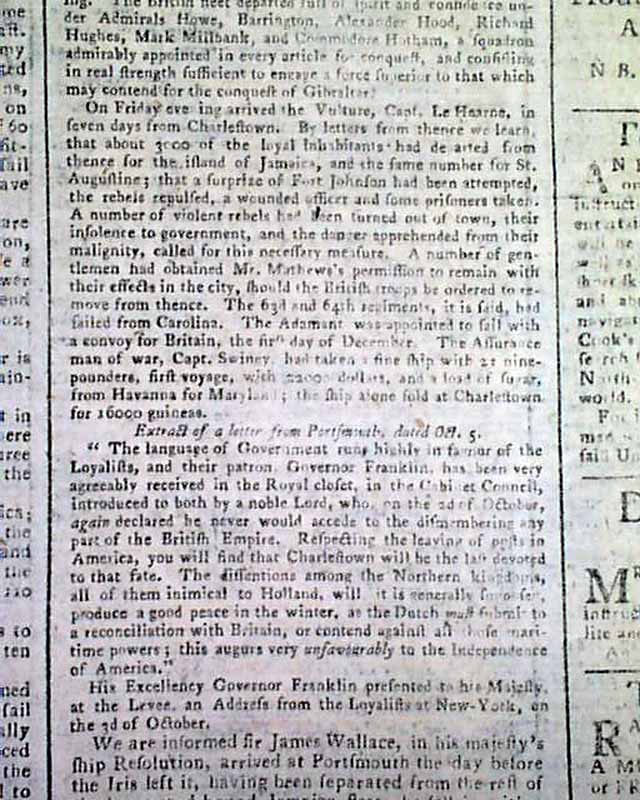 ing. The British fleet departed full of spirit and confidence un-
der Admirals Howe, Barrington, Alexander Hood, Richard
Hughes, Mark Millbank, and Commodore Hotham, a squadron
admirably appointed in every article for conquest, and consisting
in real strength sufficient to engage a force superior to that which
may contend for the conquest of Gibraltar.
On Friday evening arrived the Vulture, Capt. Le Hearne, in
seven days from Charlestown. By letters from thence we learn,
that about 3000 of the loyal Inhabitants had departed from
thence for the island of Jamaica, and the same number for St.
Augustine; that a surprize of Fort Johnson had been attempted,
the rebels repulsed, a wounded officer and some prisoners taken.
A number of violent rebels had been turned out of town, their
insolence to government, and the danger apprehended from their
malignity, called for this necessary measure. A number of gen-
tlemen had obtained Mr. Mathews's permission to remain with
their effects in the city, should the British troops be ordered to re-
move from thence. The 63d and 64th regiments, it is said, had
sailed from Carolina. The Adamant was appointed to sail with
a convoy for Britain, the first day of December. The Assurance
man of war, Capt. Swiney, had taken a fine ship with 22 nine-
pounders, first voyage, with 22000 dollars, and a load of sugar,
from Havanna for Maryland; the ship alone sold at Charlestown
for 16000 guineas.
Extract of a letter from Portsmouth, dated Oct. 5.
" The language of Government runs highly in favour of the
Loyalists, and their patron, Governor Franklin, has been very
agreeably received in the Royal closet, in the Cabinet Council,
introduced to both by a noble Lord, who, on the 2d of October,
again declared he never would accede to the dismembering any
part of the British Empire. Respecting the leaving of posts in
America, you will find that Charlestown will be the last devoted
to that fate. The dissentions among the Northern kingdoms,
all of them inimical to Holland, will it is generally supposed,
produce a good peace in the winter, as the Dutch must submit to
a reconciliation with Britain, or contend against all those mari-
time powers; this augurs very unfavourably to the Independence
of America."
His Excellency Governor Franklin presented to his Majesty,
at the Levee, an Address from the Loyalists at New-York, on
the 3d of October.
We are informed sir James Wallace, in his majesty's
ship Resolution, arrived at Portsmouth the day before
the Iris left it, having been separated from the rest of